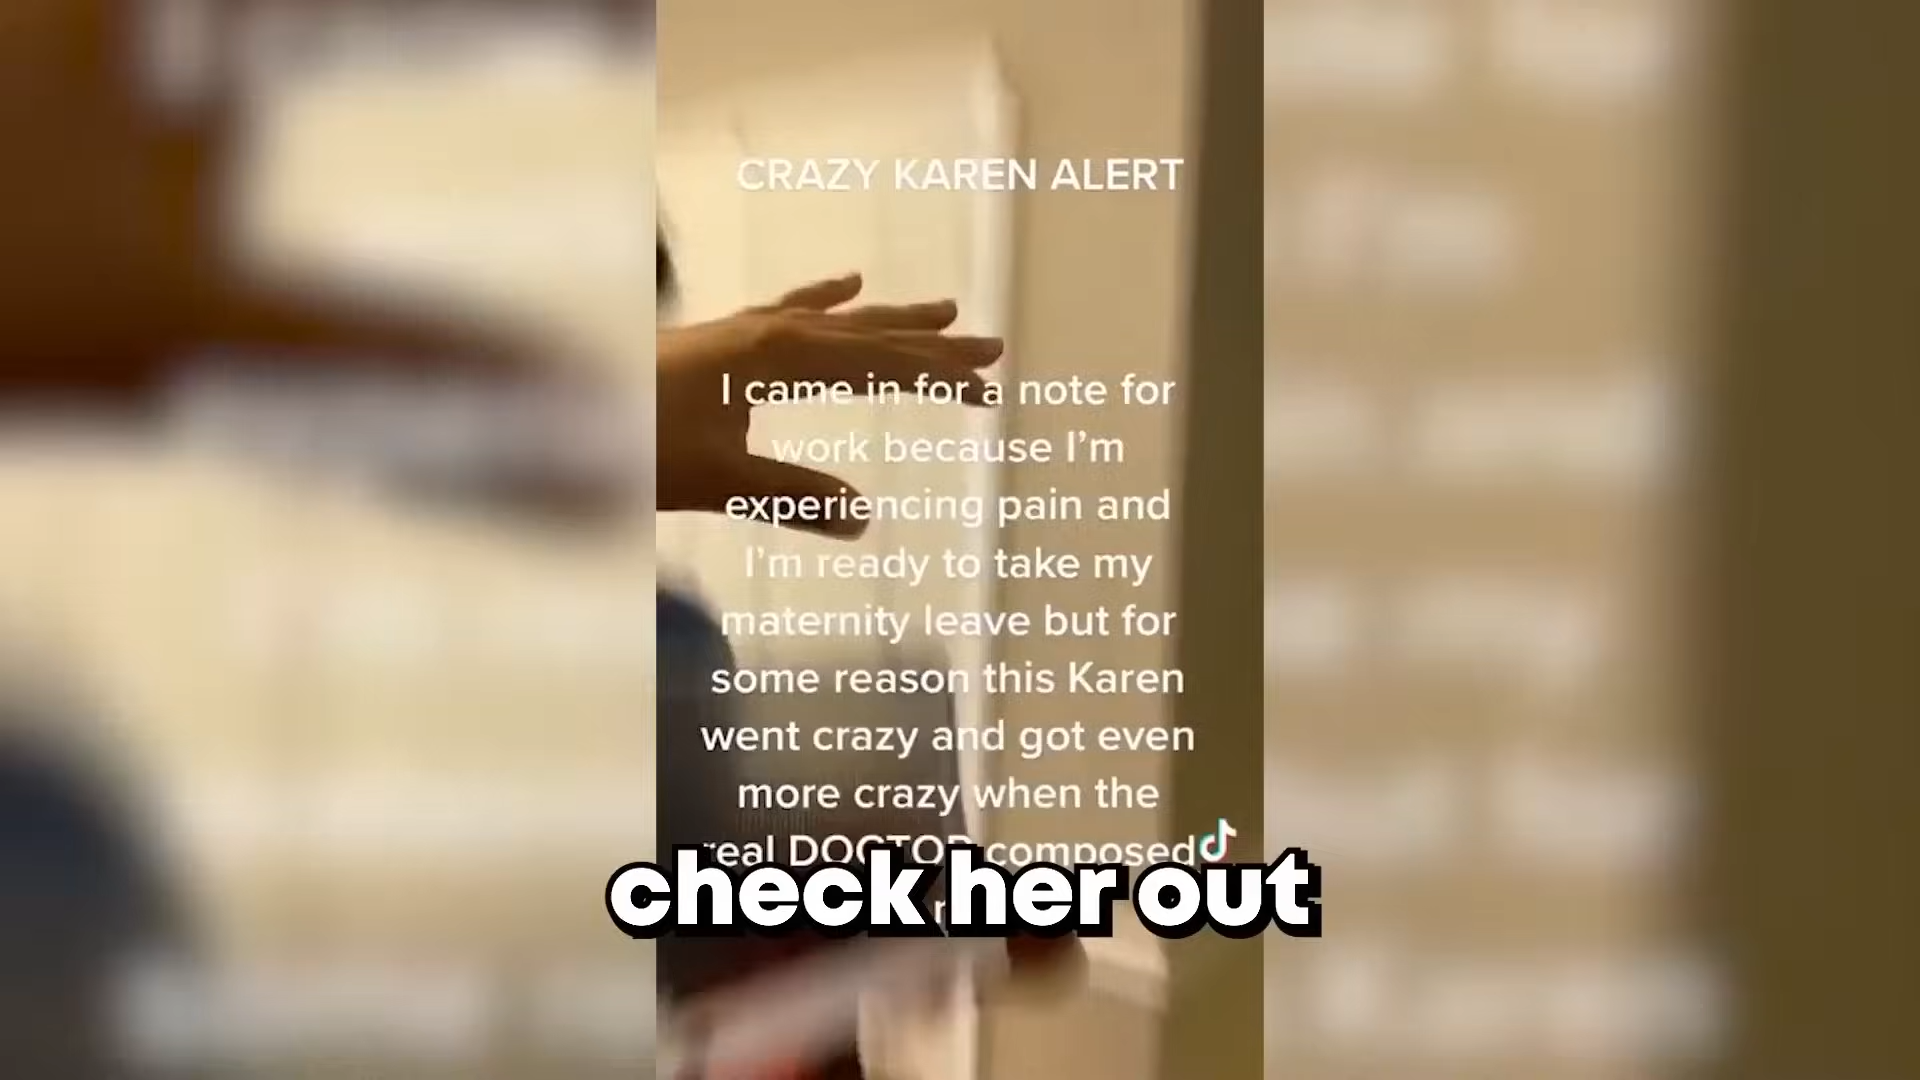 CRAZY KAREN ALERT
I came in for a note for
work because I'm
experiencing pain and
I'm ready to take my
maternity leave but for
some reason this Karen
went crazy and got even
more crazy when the
real DOCTOR composed
check her out